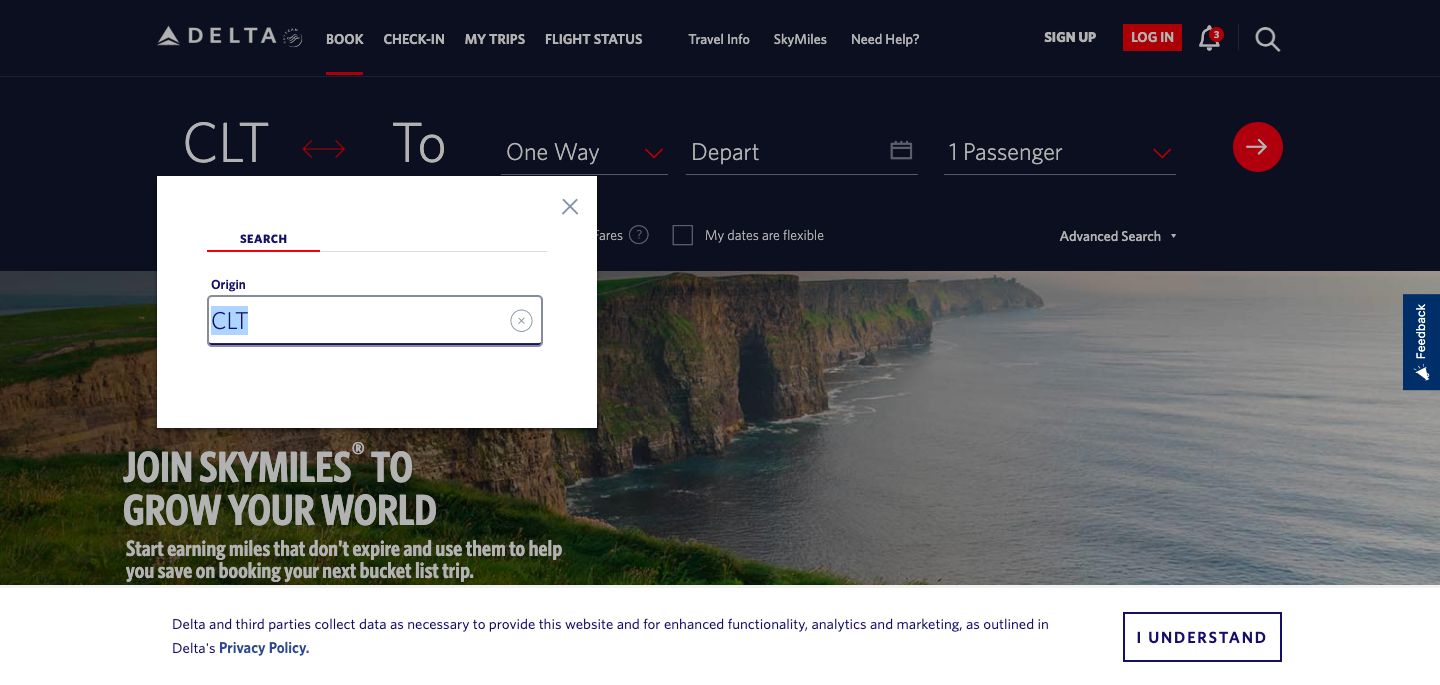 DELTA
BOOK
CHECK-IN
MY TRIPS
FLIGHT STATUS
Travel Info
SkyMiles
Need Help?
SIGN UP
LOG IN
3
CLT
To
One Way
Depart
1 Passenger
SEARCH
Origin
CLT
Fares
?
My dates are flexible
Advanced Search
Feedback
JOIN SKYMILES® TO
GROW YOUR WORLD
Start earning miles that don't expire and use them to help
you save on booking your next bucket list trip.
Delta and third parties collect data as necessary to provide this website and for enhanced functionality, analytics and marketing, as outlined in
Delta's Privacy Policy.
I UNDERSTAND